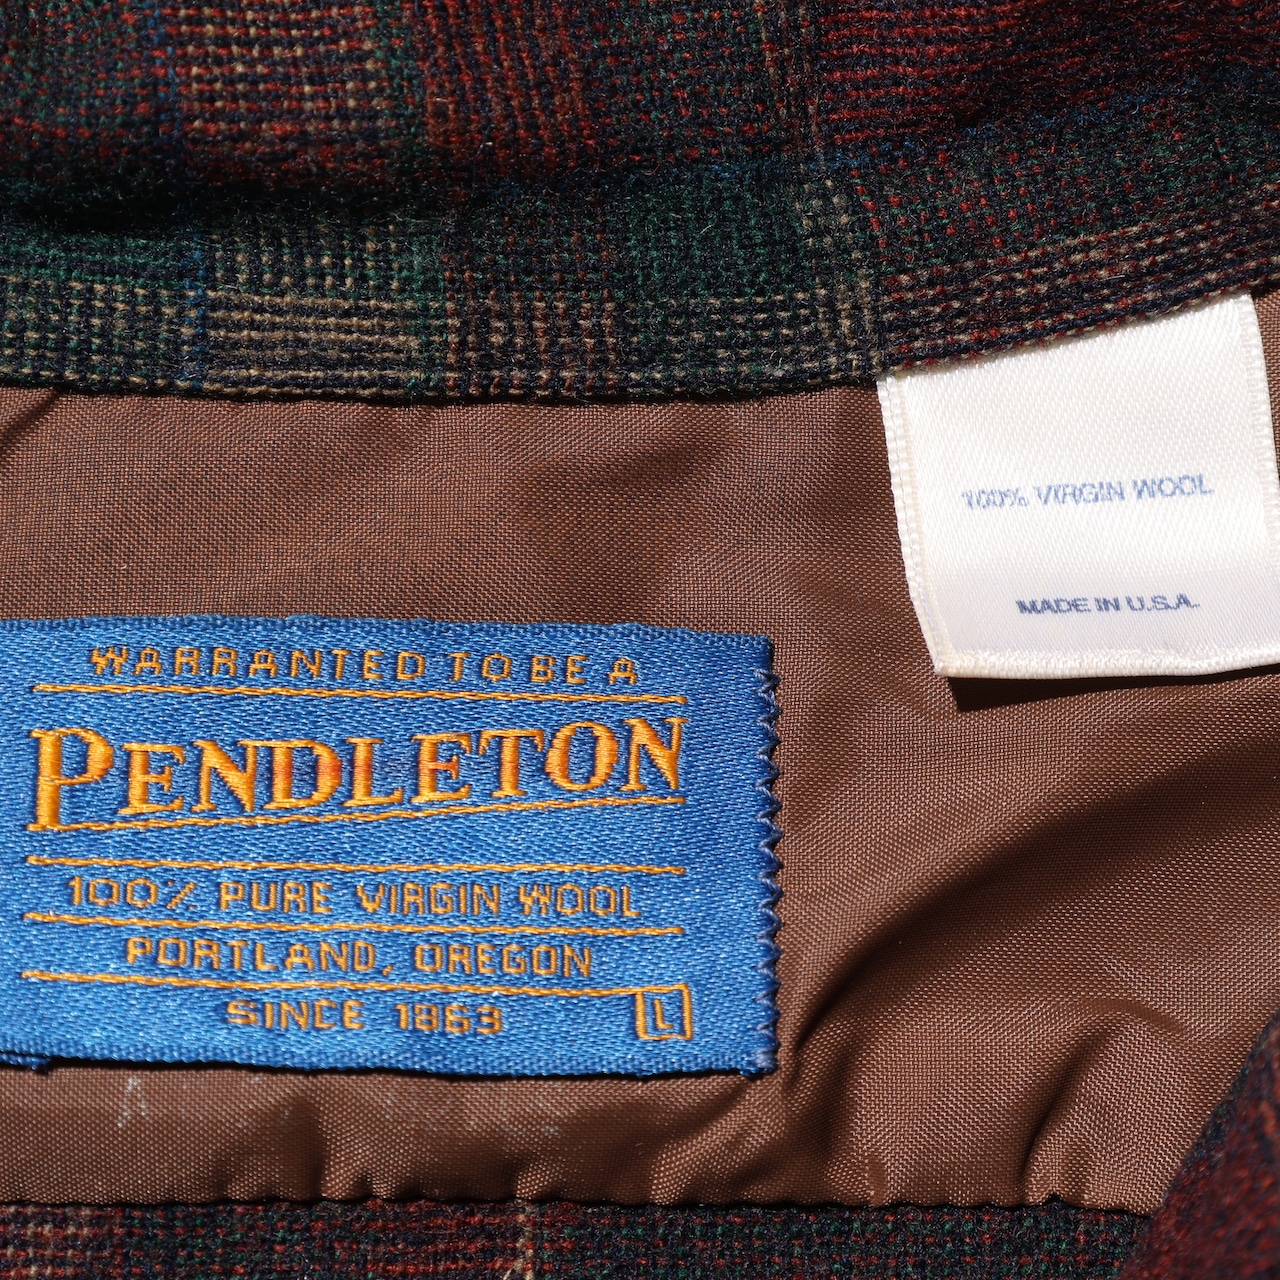 100% VIRGIN WOOL
MADE IN U.S.A.
WARRANTED TO BE A
PENDLETON
100% PURE VIRGIN WOOL
PORTLAND, OREGON
SINCE 1863
L